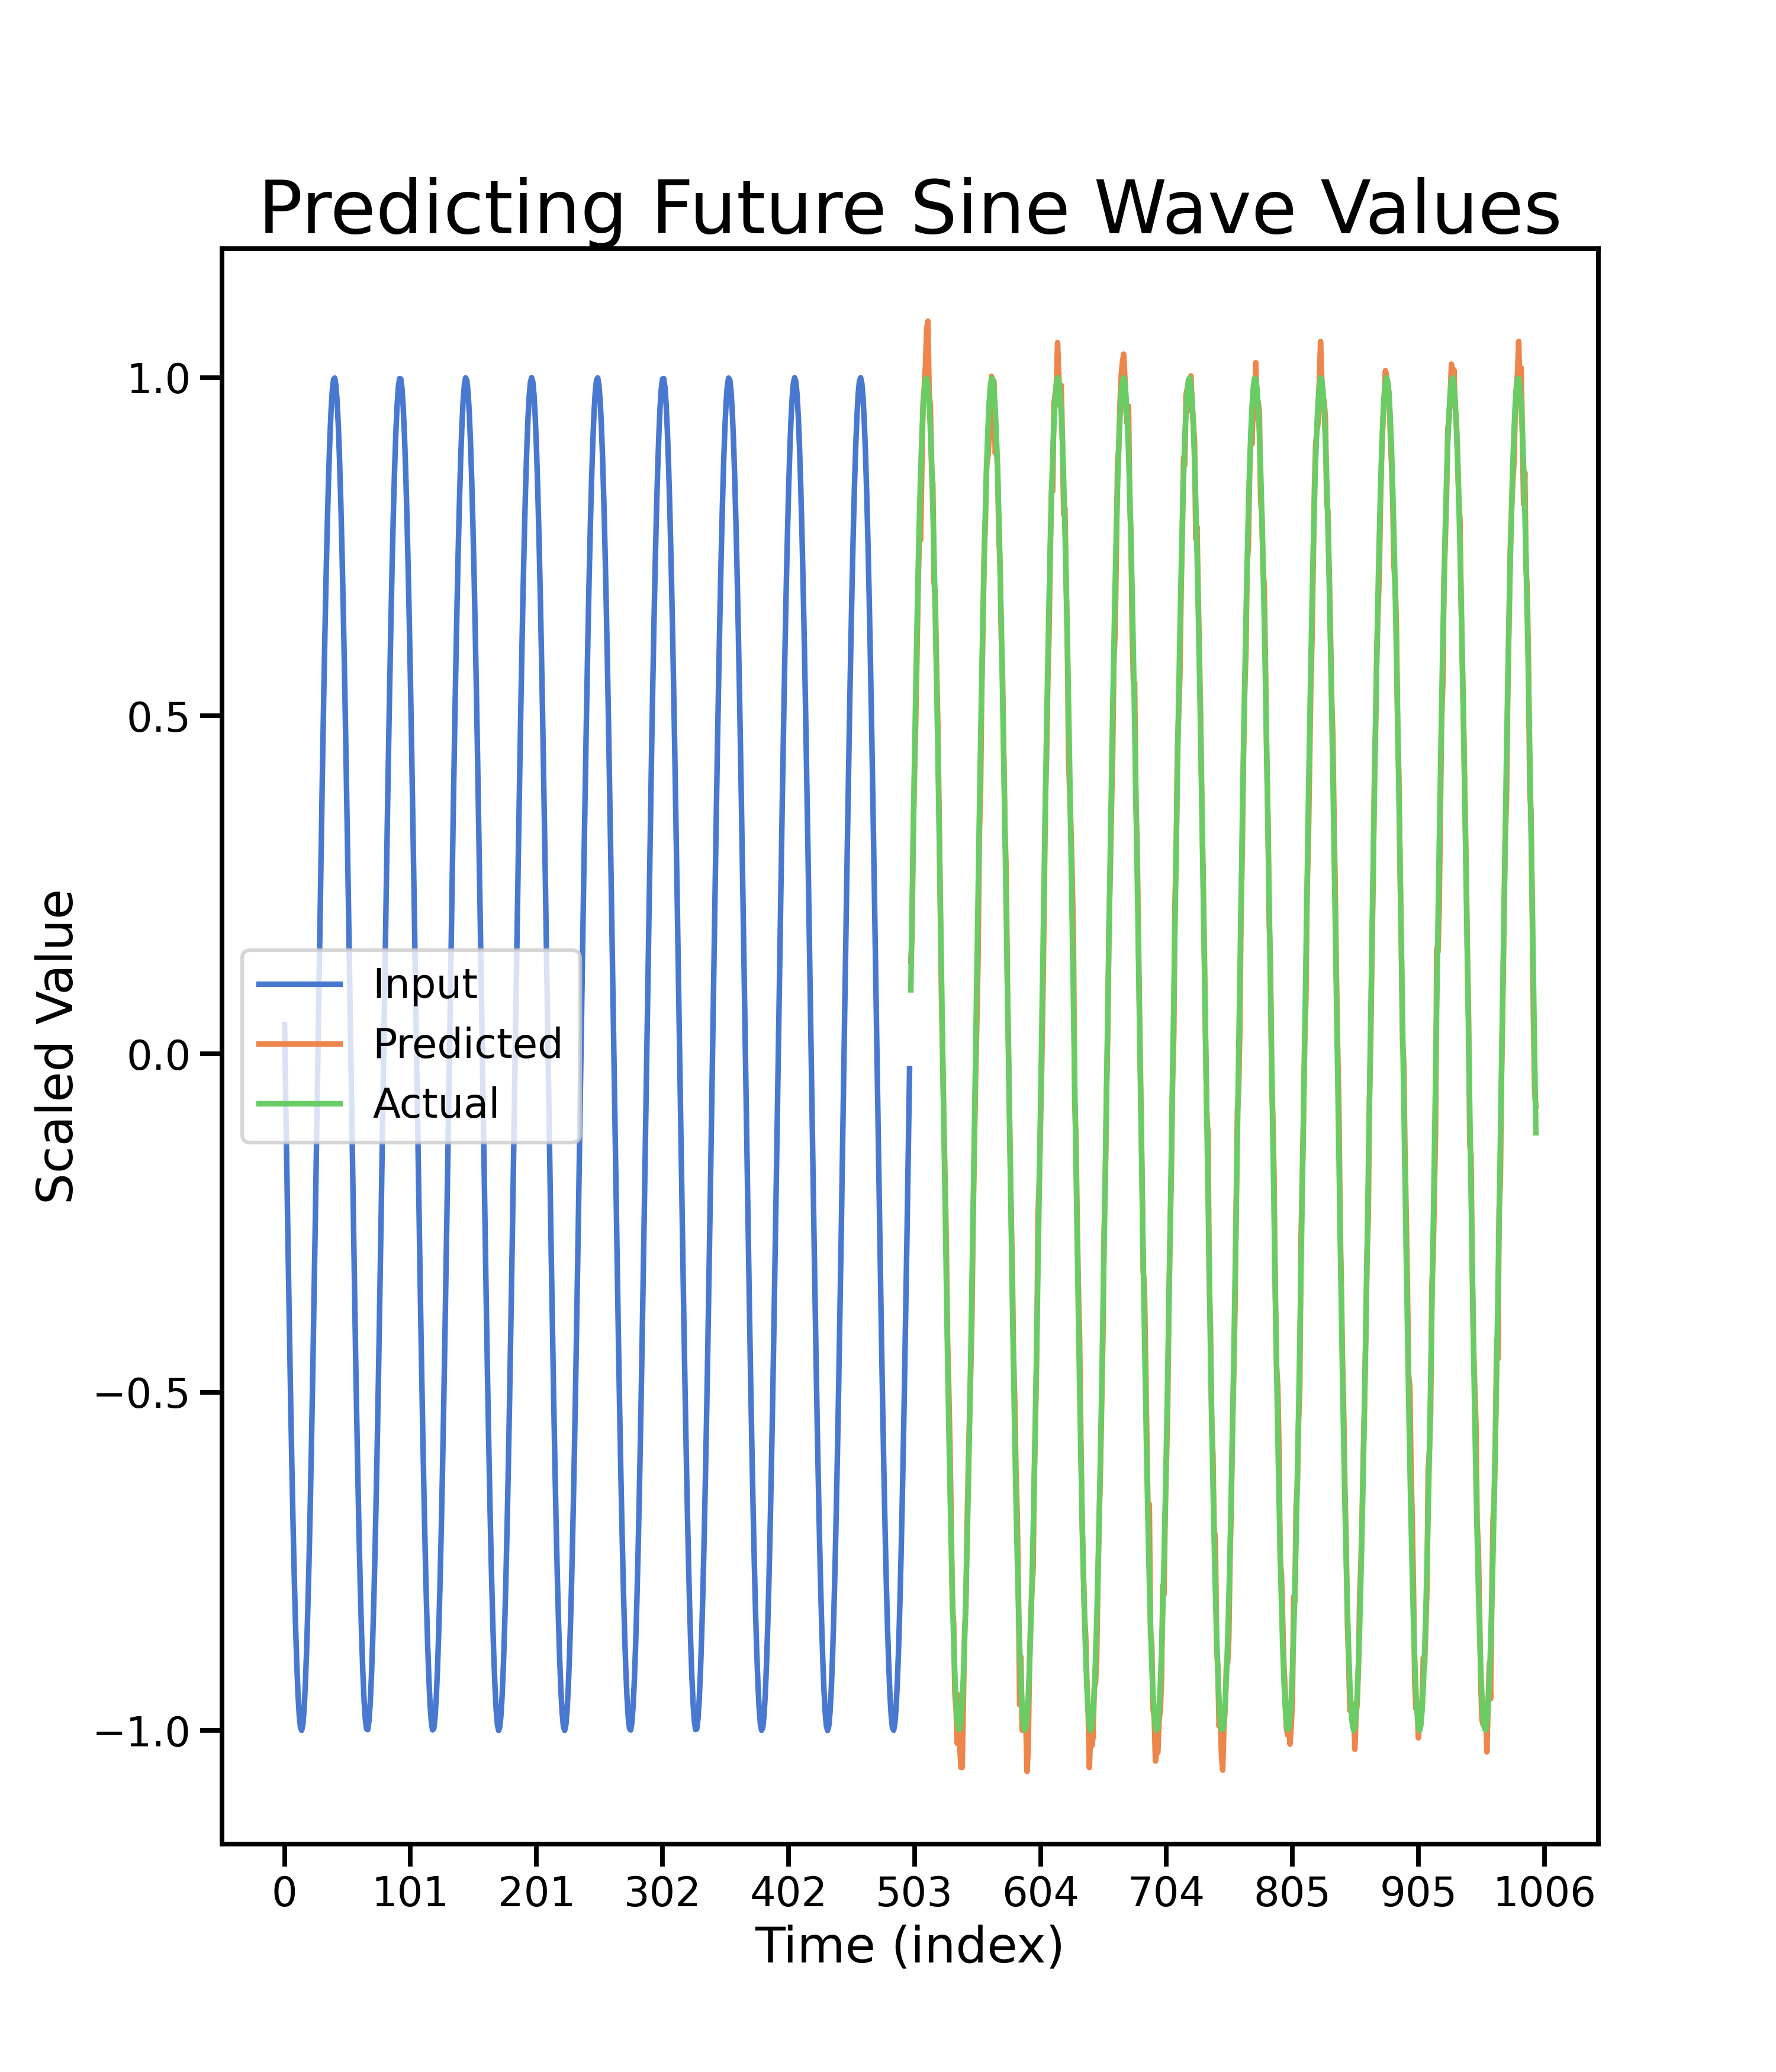 Predicting Future Sine Wave Values
Scaled Value
1.0
0.5
0.0
−0.5
−1.0
Input
Predicted
Actual
0 101 201 302 402 503 604 704 805 905 1006
Time (index)